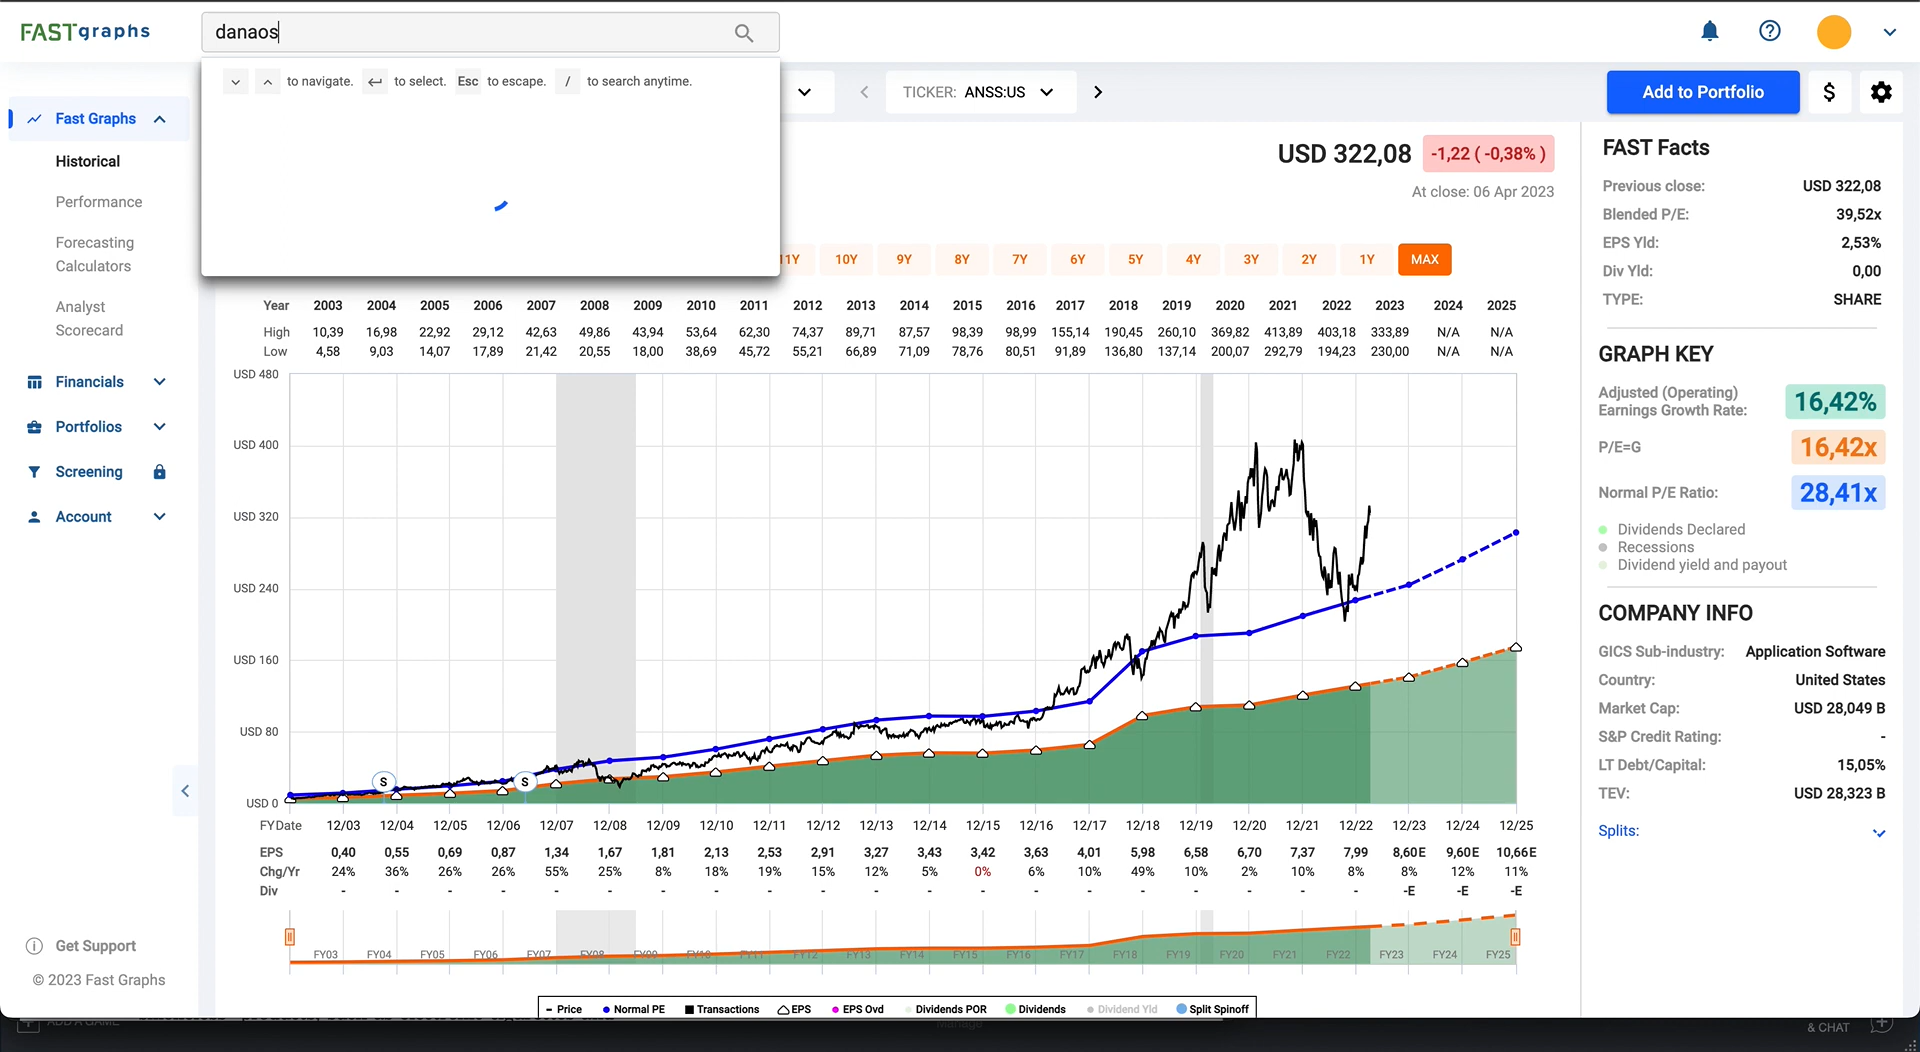 FASTgraphs
danaos
to navigate. to select. Esc to escape. / to search anytime.
TICKER: ANSS:US
Add to Portfolio
$
Fast Graphs
Historical
Performance
Forecasting
Calculators
Analyst
Scorecard
Financials
Portfolios
Screening
Account
Get Support
© 2023 Fast Graphs
USD 322,08
-1,22 ( -0,38% )
At close: 06 Apr 2023
11Y 10Y 9Y 8Y 7Y 6Y 5Y 4Y 3Y 2Y 1Y MAX
Year 2003 2004 2005 2006 2007 2008 2009 2010 2011 2012 2013 2014 2015 2016 2017 2018 2019 2020 2021 2022 2023 2024 2025
High 10,39 16,98 22,92 29,12 42,63 49,86 43,94 53,64 62,30 74,37 89,71 87,57 98,39 98,99 155,14 190,45 260,10 369,82 413,89 403,18 333,89 N/A N/A
Low 4,58 9,03 14,07 17,89 21,42 20,55 18,00 38,69 45,72 55,21 66,89 71,09 78,76 80,51 91,89 136,80 137,14 200,07 292,79 194,23 230,00 N/A N/A
USD 480
USD 400
USD 320
USD 240
USD 160
USD 80
USD 0
S S
FYDate 12/03 12/04 12/05 12/06 12/07 12/08 12/09 12/10 12/11 12/12 12/13 12/14 12/15 12/16 12/17 12/18 12/19 12/20 12/21 12/22 12/23 12/24 12/25
EPS 0,40 0,55 0,69 0,87 1,34 1,67 1,81 2,13 2,53 2,91 3,27 3,43 3,42 3,63 4,01 5,98 6,58 6,70 7,37 7,99 8,60E 9,60E 10,66E
Chg/Yr 24% 36% 26% 26% 55% 25% 8% 18% 19% 15% 12% 5% 0% 6% 10% 49% 10% 2% 10% 8% 8% 12% 11%
Div - - - - - - - - - - - - - - - - - - - - -E -E -E
FY03 FY04 FY05 FY06 FY07 FY08 FY09 FY10 FY11 FY12 FY13 FY14 FY15 FY16 FY17 FY18 FY19 FY20 FY21 FY22 FY23 FY24 FY25
Price Normal PE Transactions EPS EPS Ovd Dividends POR Dividends Dividend Yld Split Spinoff
FAST Facts
Previous close: USD 322,08
Blended P/E: 39,52x
EPS Yld: 2,53%
Div Yld: 0,00
TYPE: SHARE
GRAPH KEY
Adjusted (Operating)
Earnings Growth Rate: 16,42%
P/E=G 16,42x
Normal P/E Ratio: 28,41x
Dividends Declared
Recessions
Dividend yield and payout
COMPANY INFO
GICS Sub-industry: Application Software
Country: United States
Market Cap: USD 28,049 B
S&P Credit Rating: -
LT Debt/Capital: 15,05%
TEV: USD 28,323 B
Splits:
ADD A GAME
Manage
& CHAT